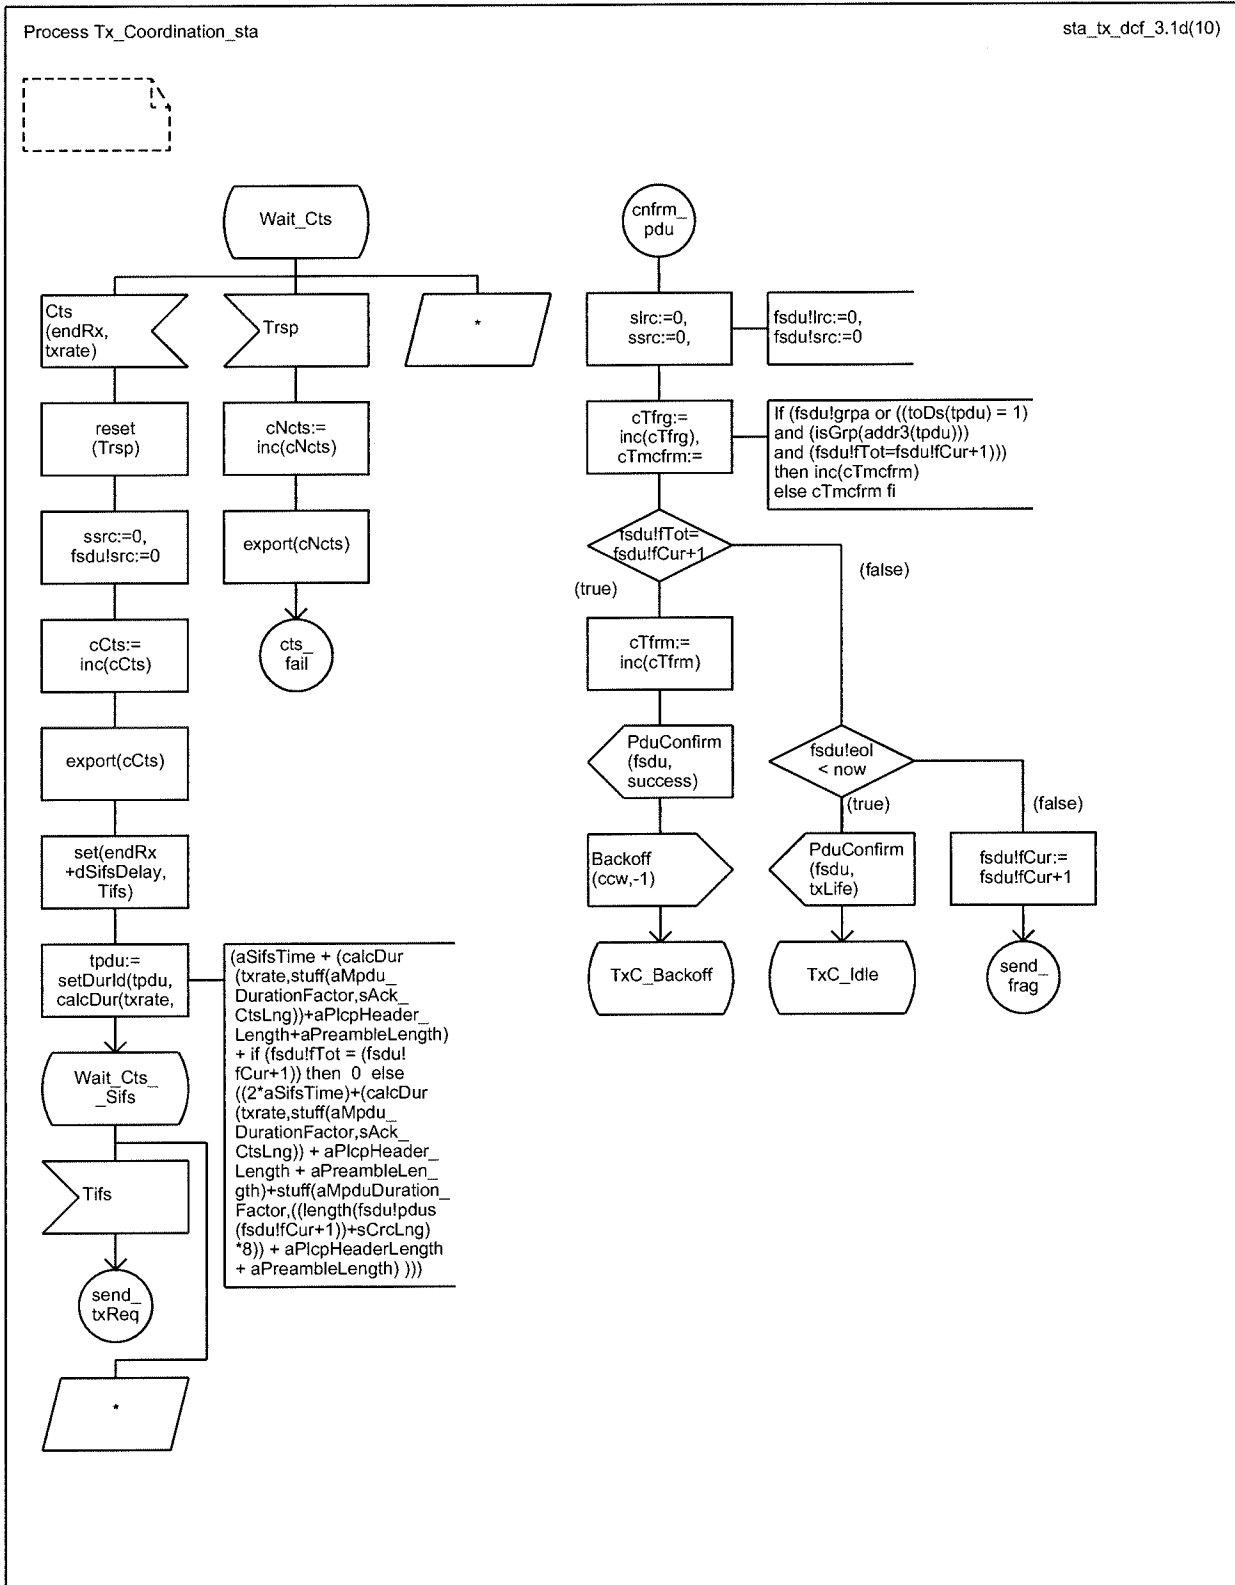 Process Tx_Coordination_sta
sta_tx_dcf_3.1d(10)
Wait_Cts
Cts
(endRx,
txrate)
Trsp
*
reset
(Trsp)
cNcts:=
inc(cNcts)
ssrc:=0,
fsdu!src:=0
export(cNcts)
cCts:=
inc(cCts)
cts_
fail
export(cCts)
set(endRx
+dSifsDelay,
Tifs)
tpdu:=
setDurId(tpdu,
calcDur(txrate,
(aSifsTime + (calcDur
(txrate,stuff(aMpdu_
DurationFactor,sAck_
CtsLng))+aPlcpHeader_
Length+aPreambleLength)
+ if (fsdu!fTot = (fsdu!
fCur+1)) then 0 else
((2*aSifsTime)+(calcDur
(txrate,stuff(aMpdu_
DurationFactor,sAck_
CtsLng)) + aPlcpHeader_
Length + aPreambleLen_
gth)+stuff(aMpduDuration_
Factor,((length(fsdu!pdus
(fsdu!fCur+1))+sCrcLng)
*8)) + aPlcpHeaderLength
+ aPreambleLength) )))
Wait_Cts_
_Sifs
Tifs
send_
txReq
*
cnfrm_
pdu
slrc:=0,
ssrc:=0,
fsdu!lrc:=0,
fsdu!src:=0
cTfrg:=
inc(cTfrg),
cTmcfrm:=
If (fsdu!grpa or ((toDs(tpdu) = 1)
and (isGrp(addr3(tpdu)))
and (fsdu!fTot=fsdu!fCur+1)))
then inc(cTmcfrm)
else cTmcfrm fi
fsdu!fTot=
fsdu!fCur+1
(true)
(false)
cTfrm:=
inc(cTfrm)
PduConfirm
(fsdu,
success)
fsdu!eol
< now
(true)
(false)
Backoff
(ccw,-1)
PduConfirm
(fsdu,
txLife)
fsdu!fCur:=
fsdu!fCur+1
TxC_Backoff
TxC_Idle
send_
frag